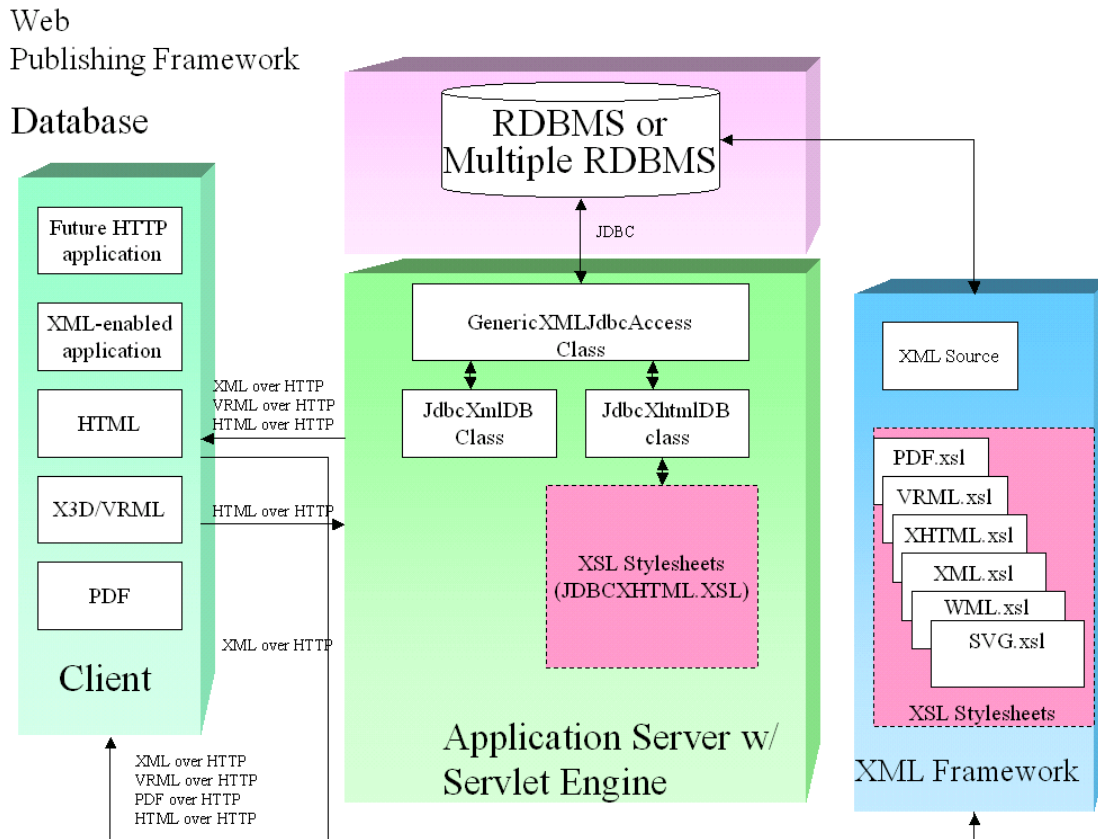 Web
Publishing Framework
Database
RDBMS or
Multiple RDBMS
JDBC
Future HTTP
application
XML-enabled
application
HTML
X3D/VRML
PDF
Client
XML over HTTP
VRML over HTTP
HTML over HTTP
HTML over HTTP
XML over HTTP
XML over HTTP
VRML over HTTP
PDF over HTTP
HTML over HTTP
GenericXMLJdbcAccess
Class
JdbcXmlDB
Class
JdbcXhtmlDB
class
XSL Stylesheets
(JDBCXHTML.XSL)
Application Server w/
Servlet Engine
XML Source
PDF.xsl
VRML.xsl
XHTML.xsl
XML.xsl
WML.xsl
SVG.xsl
XSL Stylesheets
XML Framework